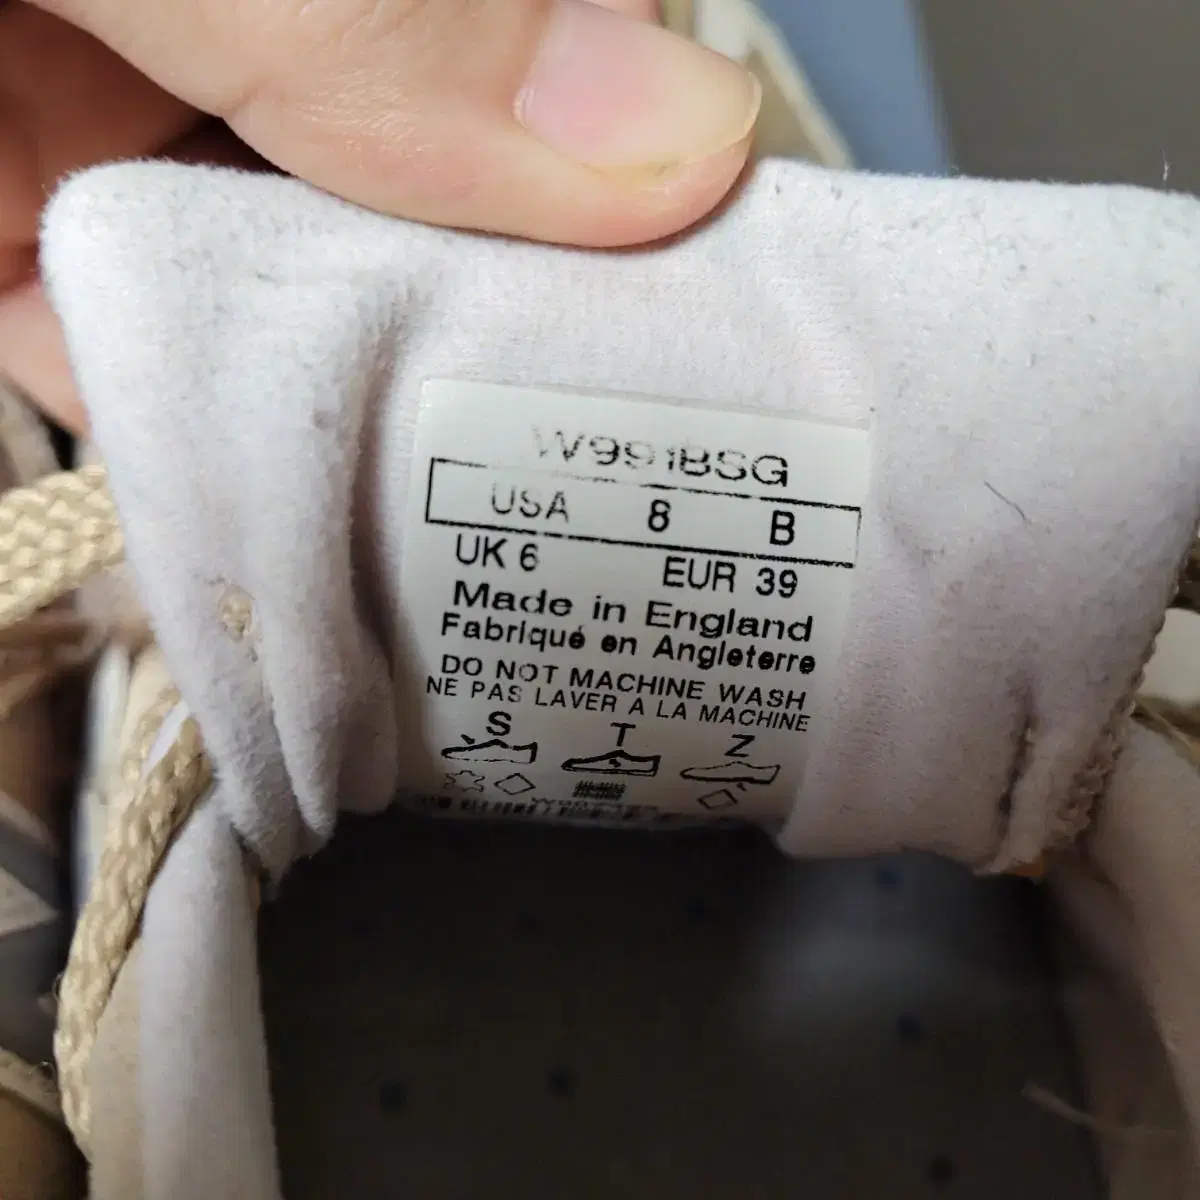 W991BSG
USA 8 B
UK 6 EUR 39
Made in England
Fabriqué en Angleterre
DO NOT MACHINE WASH
NE PAS LAVER A LA MACHINE
S T Z